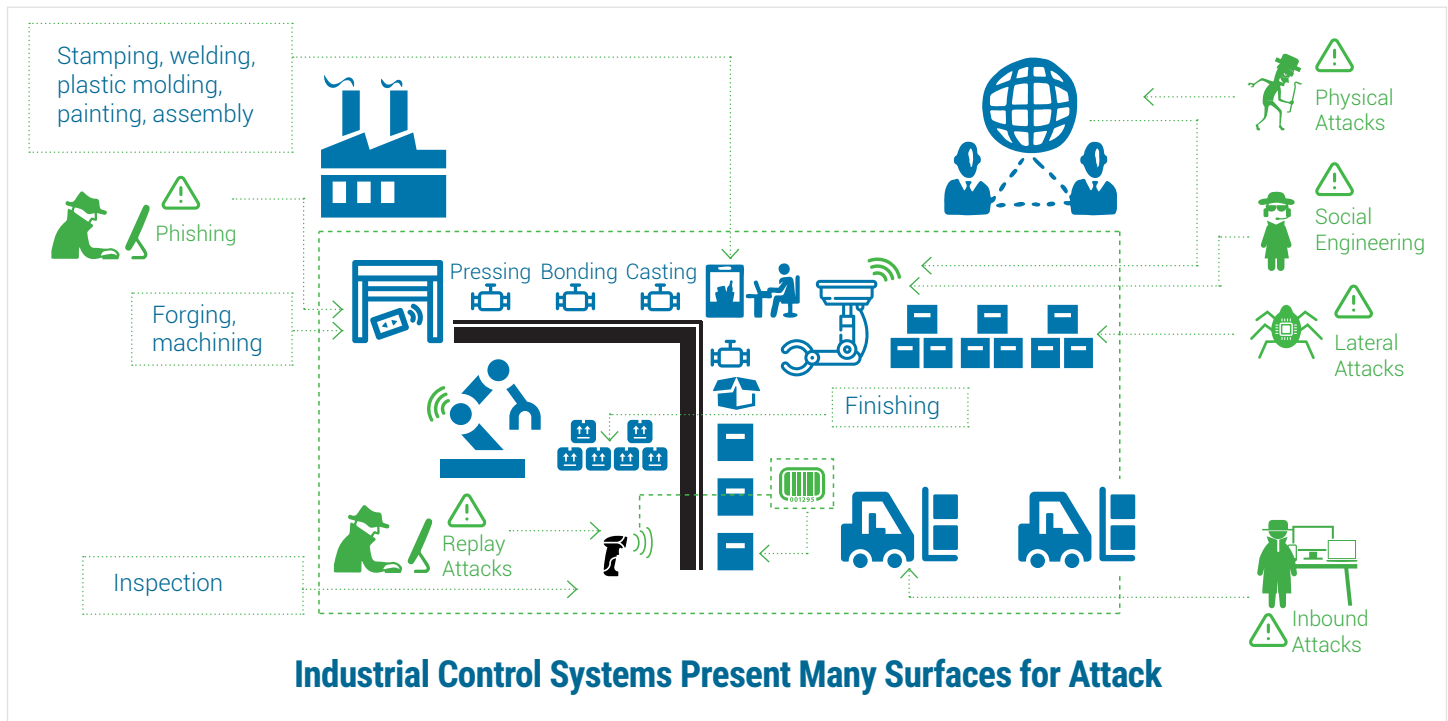 Stamping, welding,
plastic molding,
painting, assembly
Physical
Attacks
Phishing
Social
Engineering
Pressing Bonding Casting
Forging,
machining
Lateral
Attacks
Finishing
001295
Replay
Attacks
Inspection
Inbound
Attacks
Industrial Control Systems Present Many Surfaces for Attack